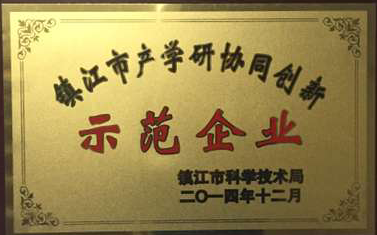 镇江市产学研协同创新
示范企业
镇江市科学技术局
二〇一四年十二月